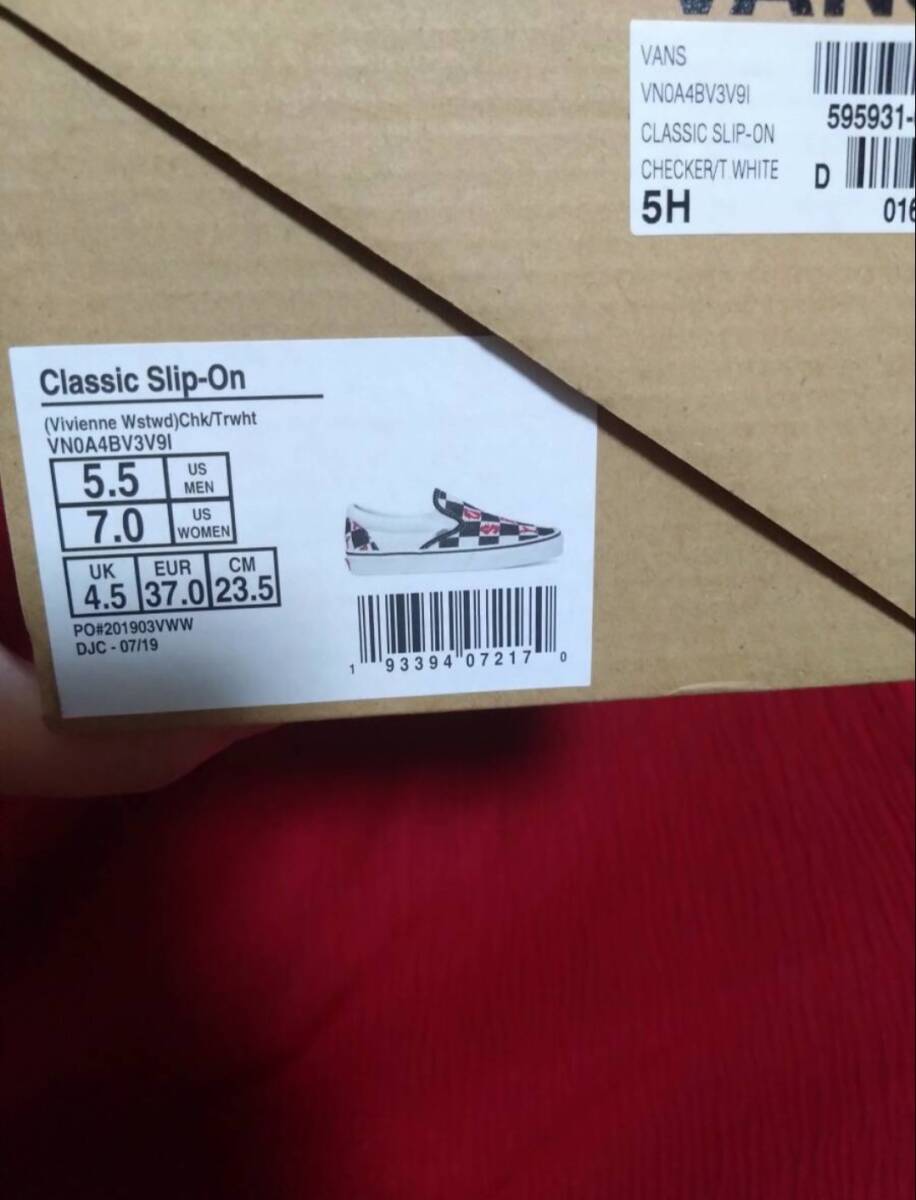 VANS
VN0A4BV3V9I
CLASSIC SLIP-ON
CHECKER/T.WHITE
5H
595931-
D
016
Classic Slip-On
(Vivienne Wstwd)Chk/Trwht
VN0A4BV3V9I
5.5 US MEN
7.0 US WOMEN
UK EUR CM
4.5 37.0 23.5
PO#201903VWW
DJC - 07/19
1 93394 07217 0